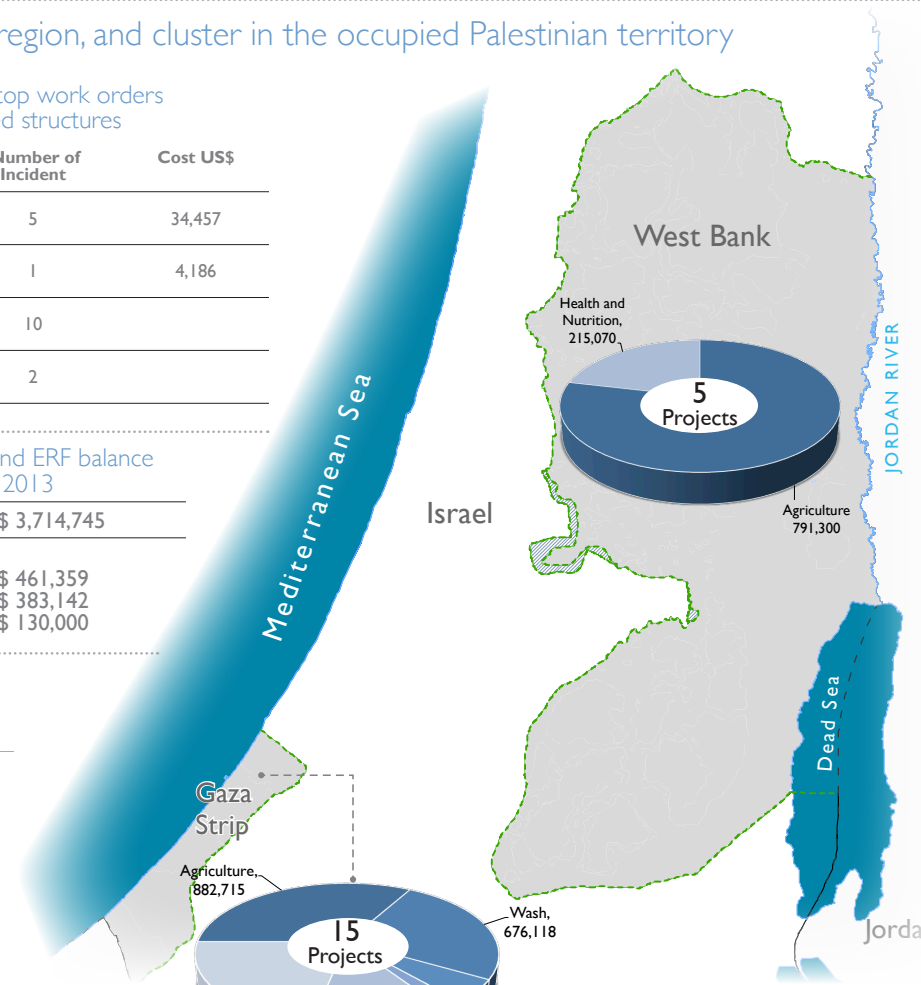 region, and cluster in the occupied Palestinian territory
top work orders
structures
Number of
Incident
Cost US$
5
34,457
1
4,186
10
2
ERF balance
2013
$ 3,714,745
$ 461,359
$ 383,142
$ 130,000
Mediterranean Sea
Israel
West Bank
Health and
Nutrition,
215,070
5
Projects
Agriculture
791,300
JORDAN RIVER
Dead Sea
Gaza
Strip
Agriculture,
882,715
15
Projects
Wash,
676,118
Jorda